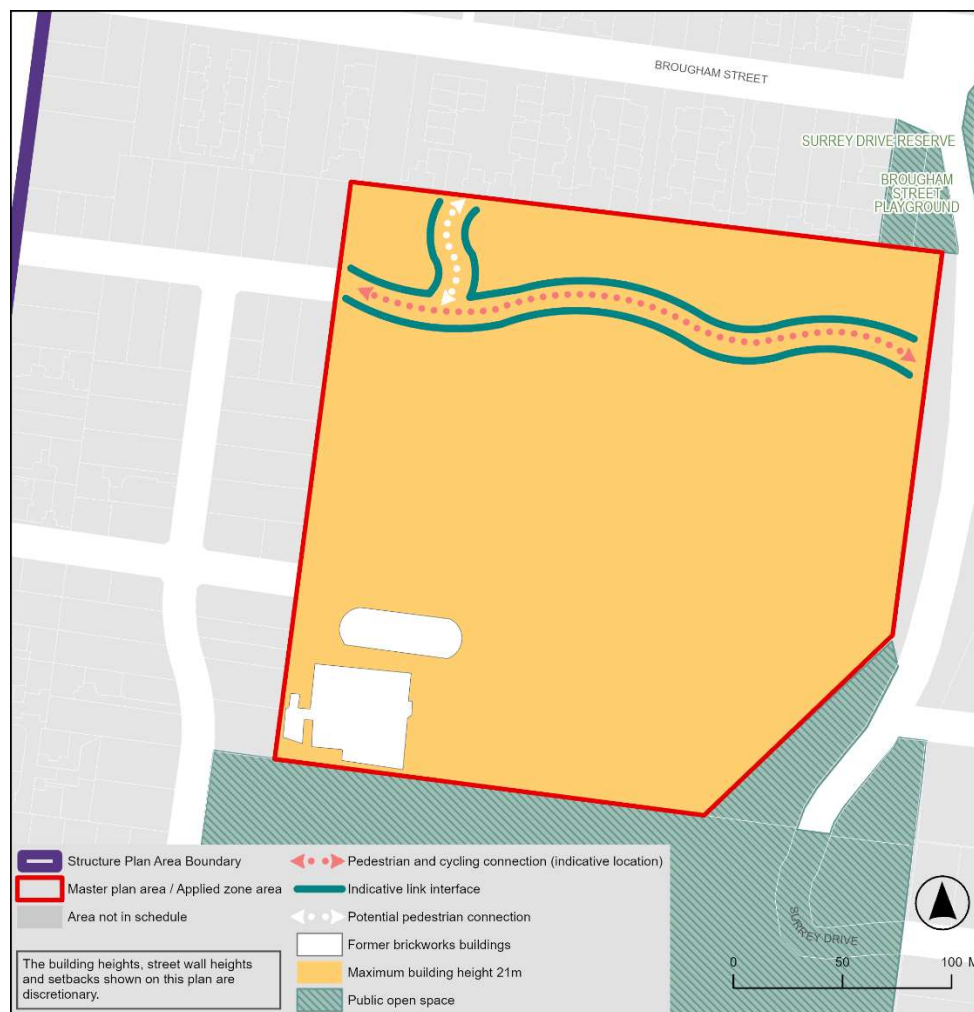 BROUGHAM STREET
SURREY DRIVE RESERVE
BROUGHAM
STREET
PLAYGROUND
Structure Plan Area Boundary
Master plan area / Applied zone area
Area not in schedule
The building heights, street wall heights
and setbacks shown on this plan are
discretionary.
Pedestrian and cycling connection (indicative location)
Indicative link interface
Potential pedestrian connection
Former brickworks buildings
Maximum building height 21m
Public open space
SURREY DRIVE
0 50 100 M